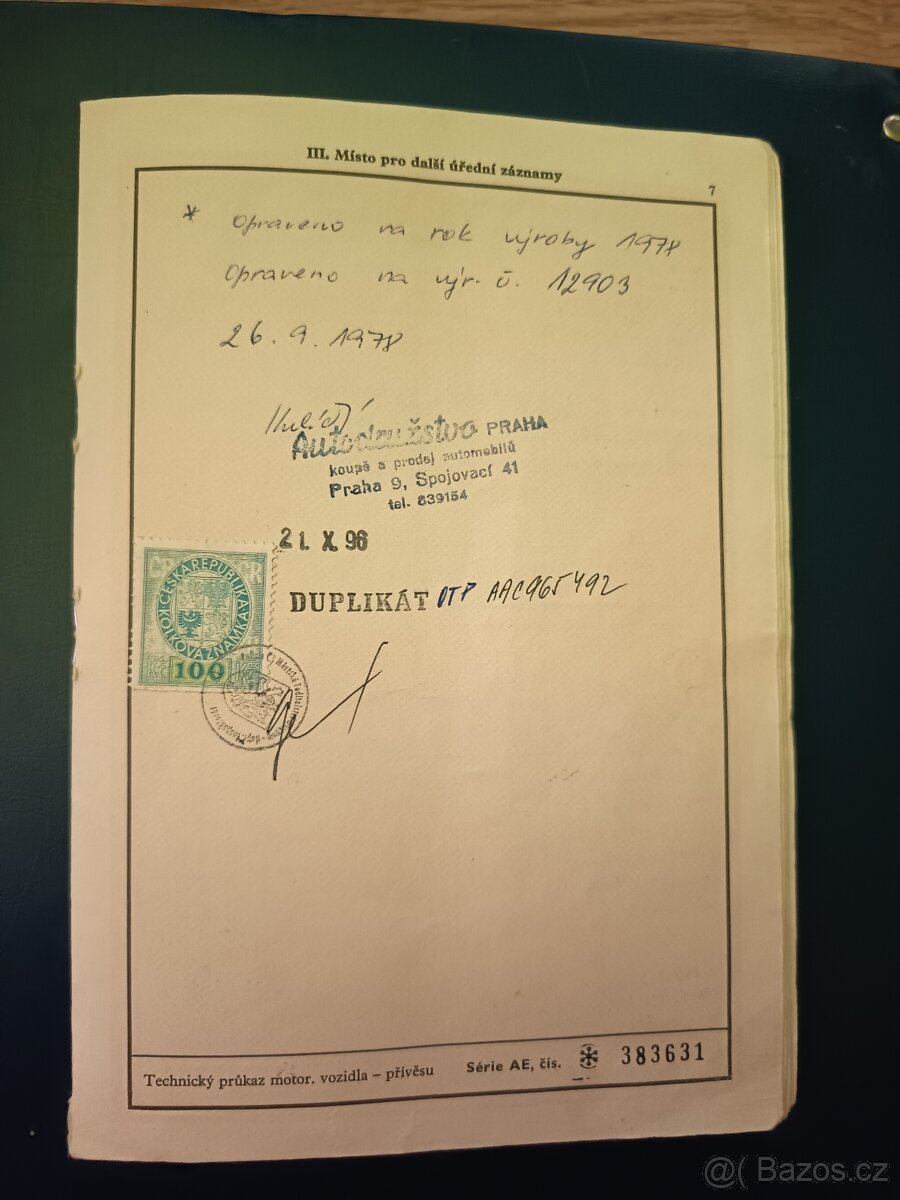 III. Místo pro další úřední záznamy
7
* Opraveno na rok výroby 1978
Opraveno na výr. č. 12903
26. 9. 1978
Autodružstvo PRAHA
koupě a prodej automobilů
Praha 9, Spojovací 41
tel. 839154
21. X. 96
ČESKÁ REPUBLIKA
KOLKOVÁ ZNÁMKA
Kč 100 Kč
DUPLIKÁT OTP AAC965492
Technický průkaz motor. vozidla – přívěsu Série AE, čís. 383631
@( Bazos.cz